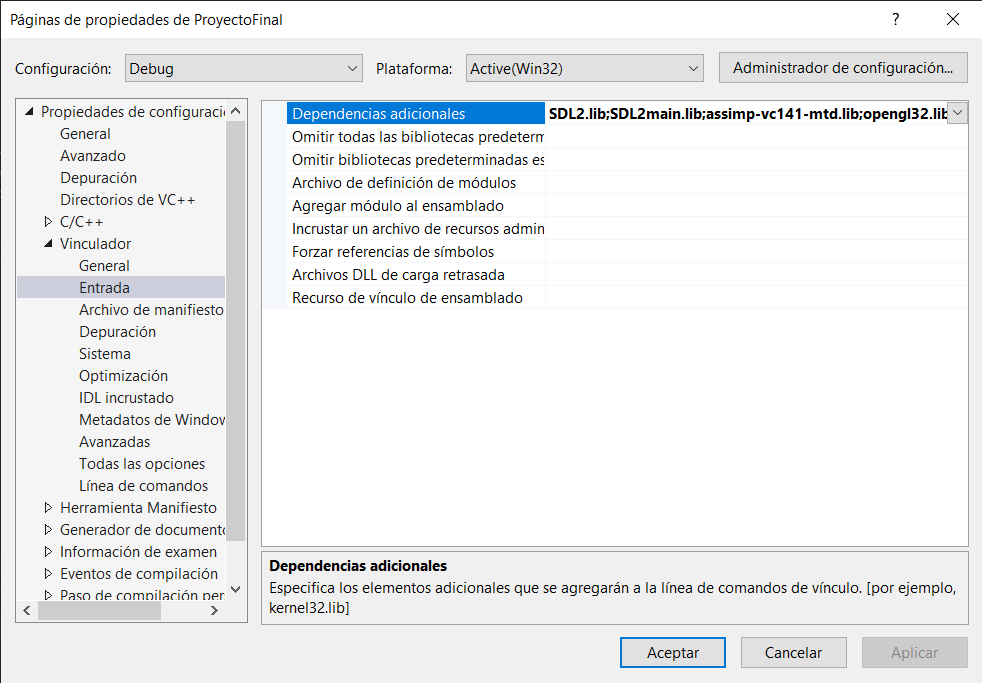 Páginas de propiedades de ProyectoFinal
?
Configuración: Debug Plataforma: Active(Win32) Administrador de configuración...
Propiedades de configuraci
General
Avanzado
Depuración
Directorios de VC++
C/C++
Vinculador
General
Entrada
Archivo de manifiesto
Depuración
Sistema
Optimización
IDL incrustado
Metadatos de Window
Avanzadas
Todas las opciones
Línea de comandos
Herramienta Manifiesto
Generador de documento
Información de examen
Eventos de compilación
Paso de compilación per
Dependencias adicionales SDL2.lib;SDL2main.lib;assimp-vc141-mtd.lib;opengl32.lib
Omitir todas las bibliotecas predeterm
Omitir bibliotecas predeterminadas es
Archivo de definición de módulos
Agregar módulo al ensamblado
Incrustar un archivo de recursos admin
Forzar referencias de símbolos
Archivos DLL de carga retrasada
Recurso de vínculo de ensamblado
Dependencias adicionales
Especifica los elementos adicionales que se agregarán a la línea de comandos de vínculo. [por ejemplo,
kernel32.lib]
Aceptar Cancelar Aplicar